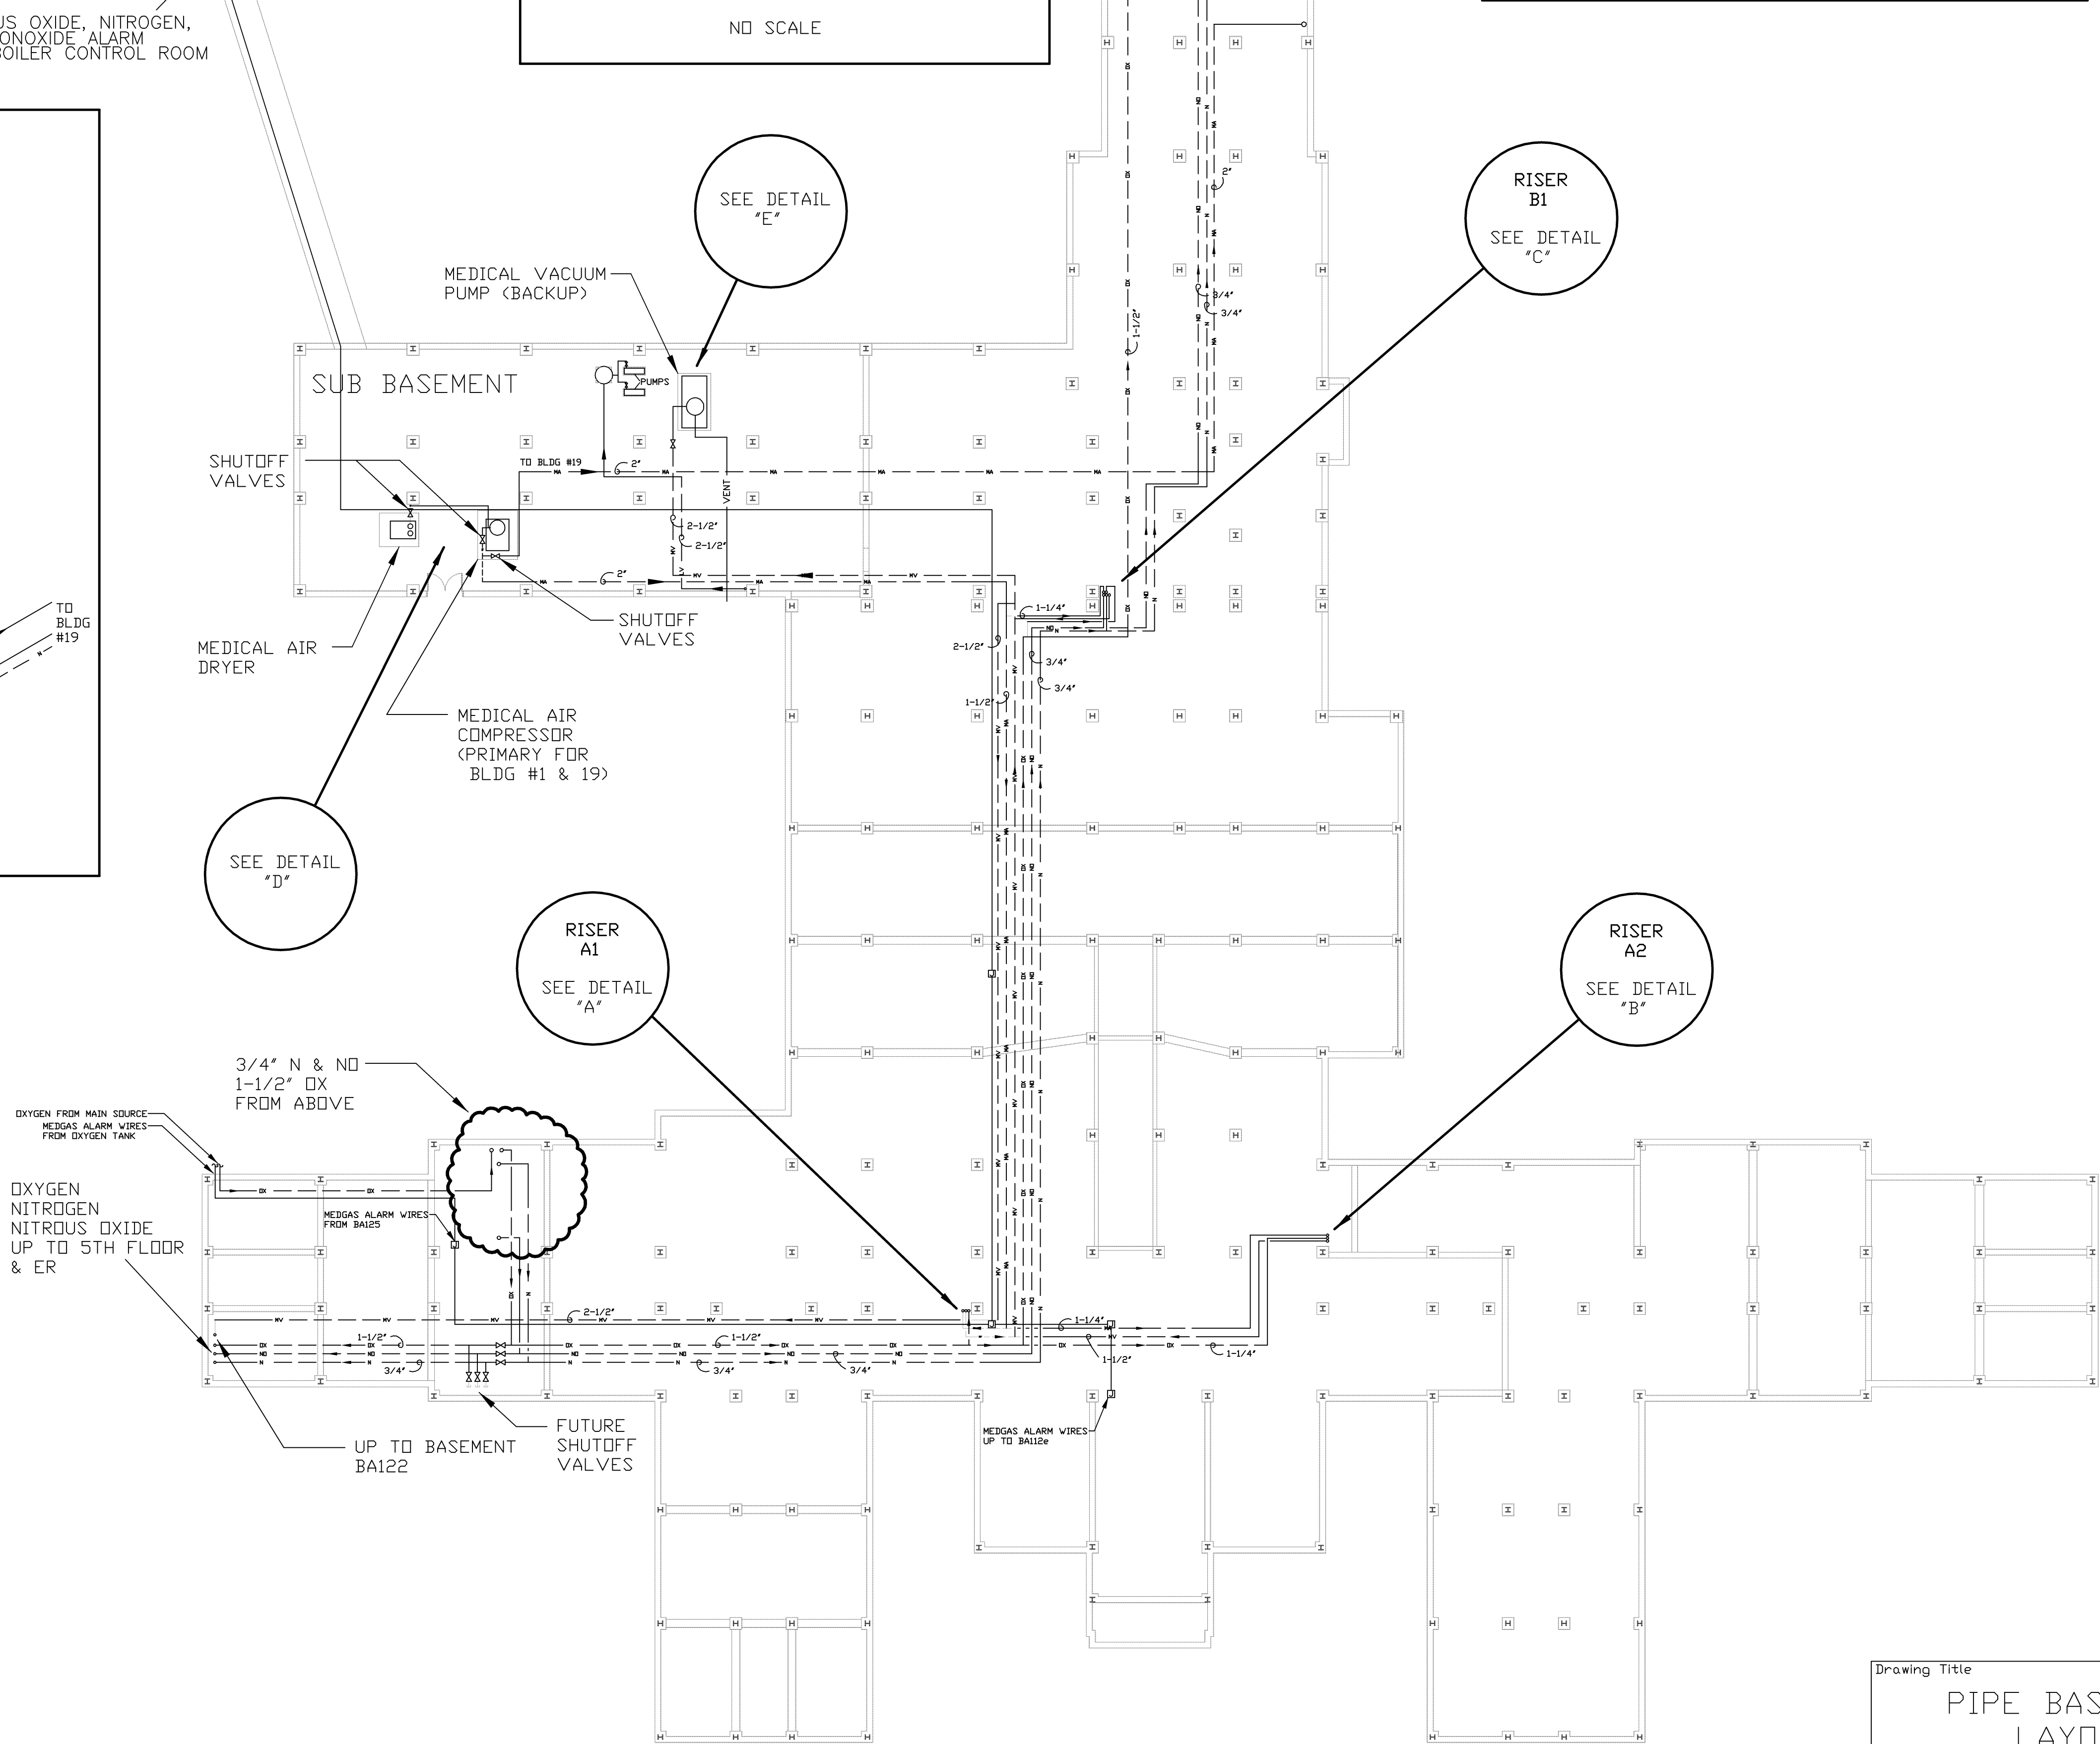 US OXIDE, NITROGEN,
ONOXIDE ALARM
BOILER CONTROL ROOM
NO SCALE
RISER
B1
SEE DETAIL
"C"
SEE DETAIL
"E"
MEDICAL VACUUM
PUMP (BACKUP)
2"
3/4"
3/4"
1-1/2"
SUB BASEMENT
PUMPS
SHUTOFF
VALVES
TO BLDG #19
2"
VENT
2-1/2"
2-1/2"
2"
TO
BLDG
#19
MEDICAL AIR
DRYER
SHUTOFF
VALVES
1-1/4"
2-1/2"
3/4"
3/4"
1-1/2"
MEDICAL AIR
COMPRESSOR
(PRIMARY FOR
BLDG #1 & 19)
SEE DETAIL
"D"
RISER
A1
SEE DETAIL
"A"
RISER
A2
SEE DETAIL
"B"
3/4" N & NO
1-1/2" OX
FROM ABOVE
OXYGEN FROM MAIN SOURCE
MEDGAS ALARM WIRES
FROM OXYGEN TANK
OXYGEN
NITROGEN
NITROUS OXIDE
UP TO 5TH FLOOR
& ER
MEDGAS ALARM WIRES
FROM BA125
2-1/2"
1-1/2"
1-1/2"
3/4"
3/4"
3/4"
1-1/4"
1-1/2"
1-1/4"
UP TO BASEMENT
BA122
FUTURE
SHUTOFF
VALVES
MEDGAS ALARM WIRES
UP TO BA112e
Drawing Title
PIPE BAS
LAYO